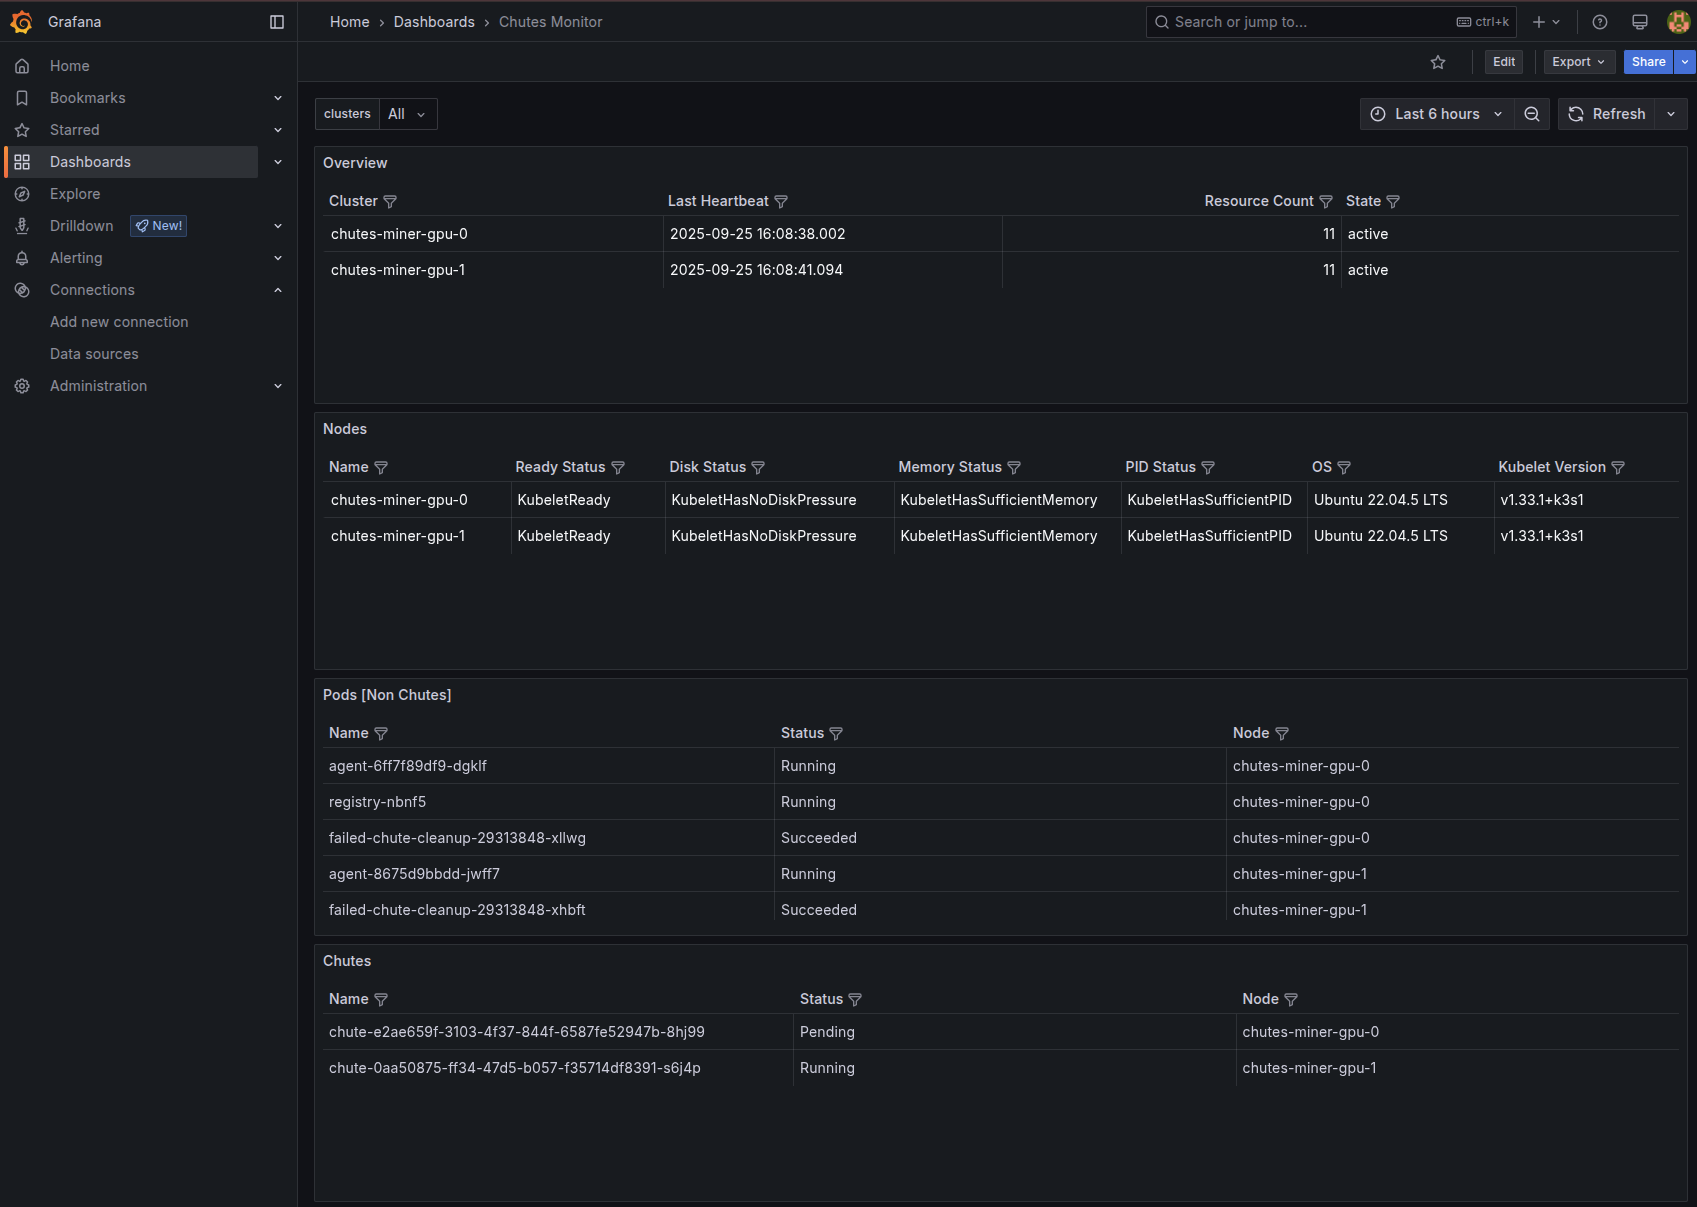 Grafana
Home › Dashboards › Chutes Monitor
Search or jump to... ctrl+k
Home
Bookmarks
Starred
Dashboards
Explore
Drilldown New!
Alerting
Connections
Add new connection
Data sources
Administration
Edit Export Share
clusters All
Last 6 hours Refresh
Overview
Cluster Last Heartbeat Resource Count State
chutes-miner-gpu-0 2025-09-25 16:08:38.002 11 active
chutes-miner-gpu-1 2025-09-25 16:08:41.094 11 active
Nodes
Name Ready Status Disk Status Memory Status PID Status OS Kubelet Version
chutes-miner-gpu-0 KubeletReady KubeletHasNoDiskPressure KubeletHasSufficientMemory KubeletHasSufficientPID Ubuntu 22.04.5 LTS v1.33.1+k3s1
chutes-miner-gpu-1 KubeletReady KubeletHasNoDiskPressure KubeletHasSufficientMemory KubeletHasSufficientPID Ubuntu 22.04.5 LTS v1.33.1+k3s1
Pods [Non Chutes]
Name Status Node
agent-6ff7f89df9-dgklf Running chutes-miner-gpu-0
registry-nbnf5 Running chutes-miner-gpu-0
failed-chute-cleanup-29313848-xllwg Succeeded chutes-miner-gpu-0
agent-8675d9bbdd-jwff7 Running chutes-miner-gpu-1
failed-chute-cleanup-29313848-xhbft Succeeded chutes-miner-gpu-1
Chutes
Name Status Node
chute-e2ae659f-3103-4f37-844f-6587fe52947b-8hj99 Pending chutes-miner-gpu-0
chute-0aa50875-ff34-47d5-b057-f35714df8391-s6j4p Running chutes-miner-gpu-1